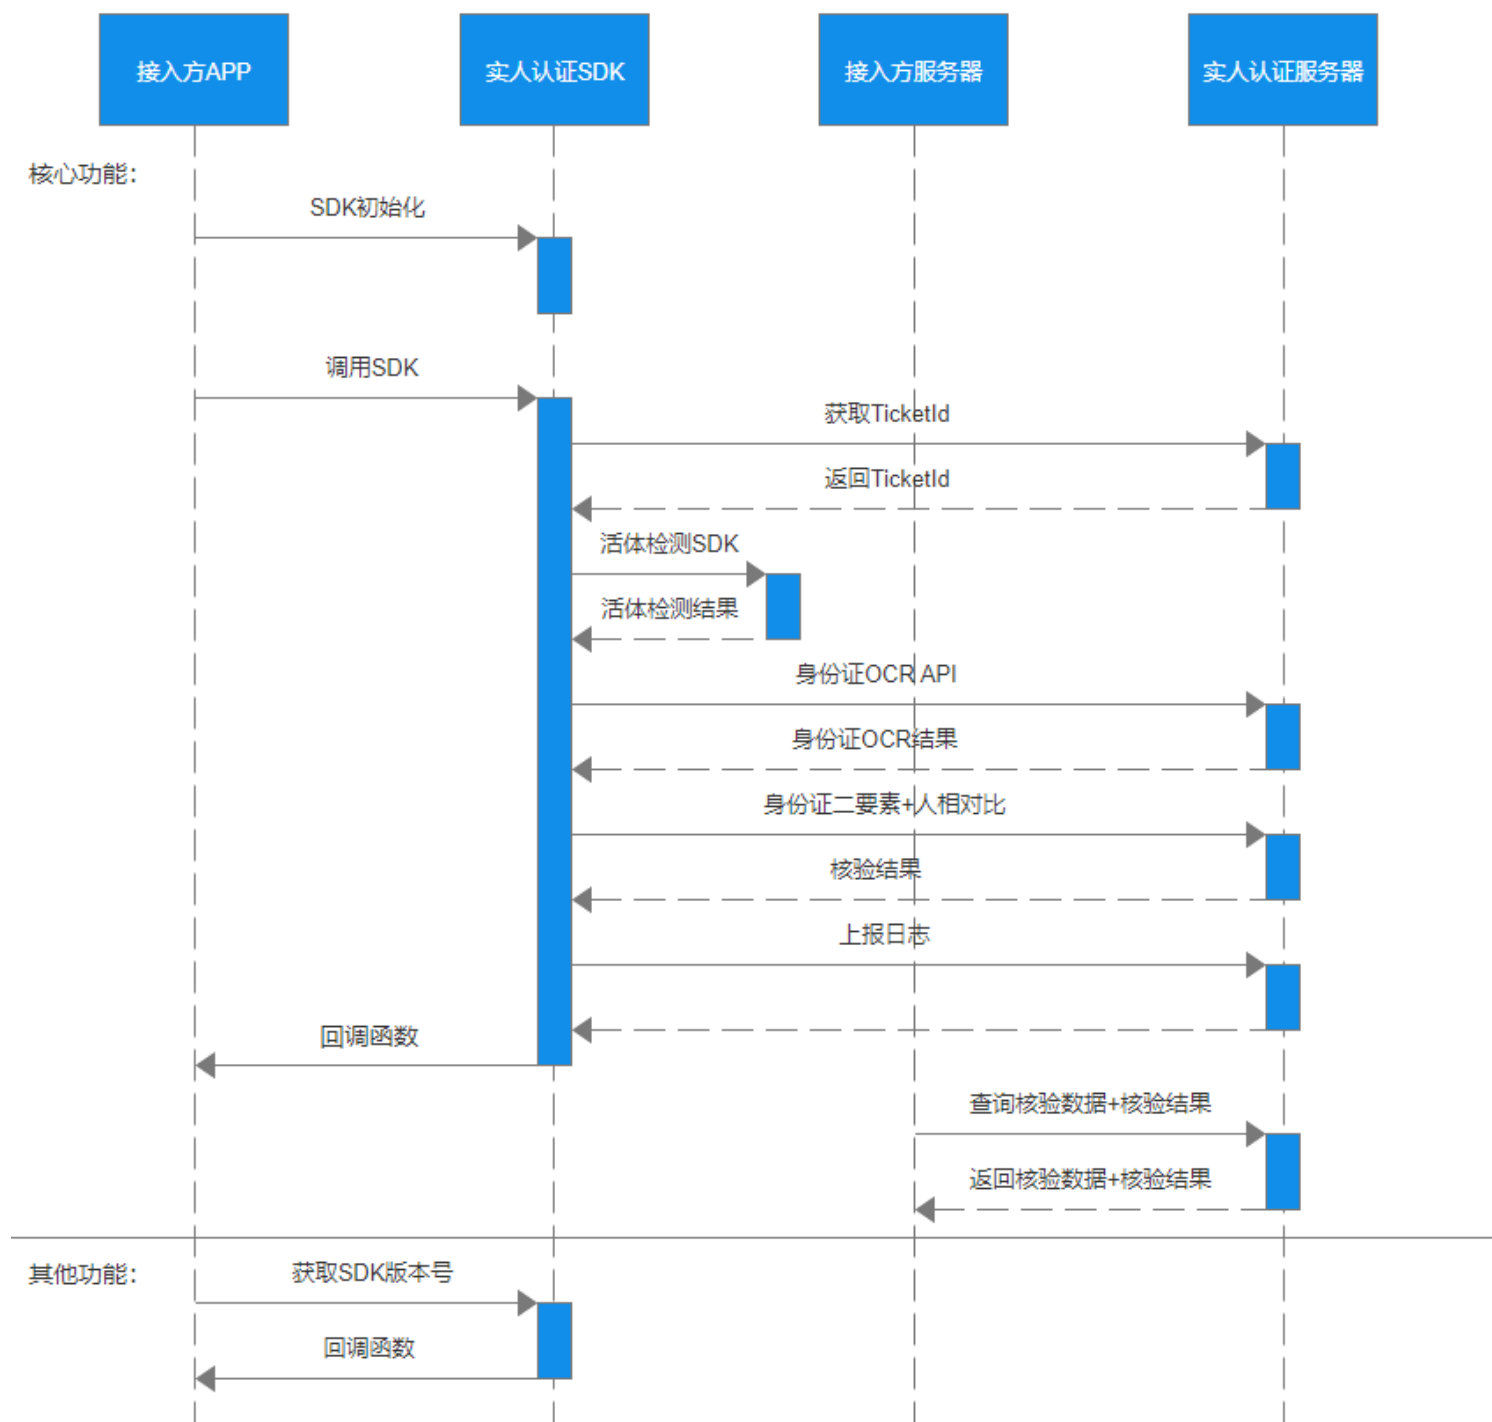 接入方APP
实人认证SDK
接入方服务器
实人认证服务器
核心功能：
SDK初始化
调用SDK
获取TicketId
返回TicketId
活体检测SDK
活体检测结果
身份证OCR API
身份证OCR结果
身份证二要素+人相对比
核验结果
上报日志
回调函数
查询核验数据+核验结果
返回核验数据+核验结果
其他功能：
获取SDK版本号
回调函数